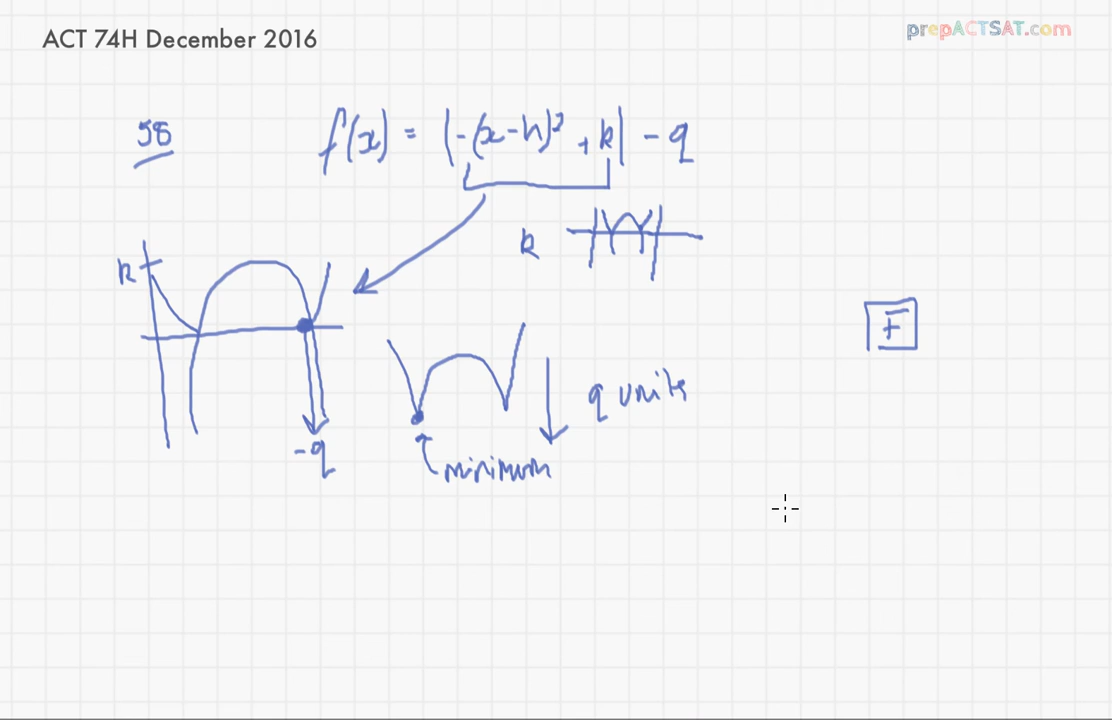 ACT 74H December 2016
prepACTSAT.com
58
f(x) = |-(x-h)² + k| - q
k
k
F
q units
-q
minimum